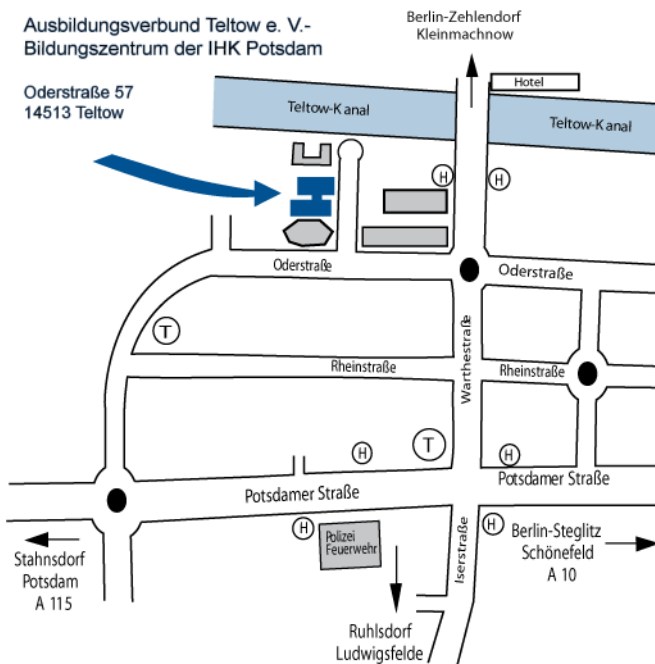 Ausbildungsverbund Teltow e. V.-
Bildungszentrum der IHK Potsdam
Oderstraße 57
14513 Teltow
Berlin-Zehlendorf
Kleinmachnow
Hotel
Teltow-Kanal
Teltow-Kanal
H
H
Oderstraße
Oderstraße
T
Warthestraße
Rheinstraße
Rheinstraße
H
T
H
Potsdamer Straße
Potsdamer Straße
H
Polizei
Feuerwehr
Iserstraße
H
Stahnsdorf
Potsdam
A 115
Berlin-Steglitz
Schönefeld
A 10
Ruhlsdorf
Ludwigsfelde